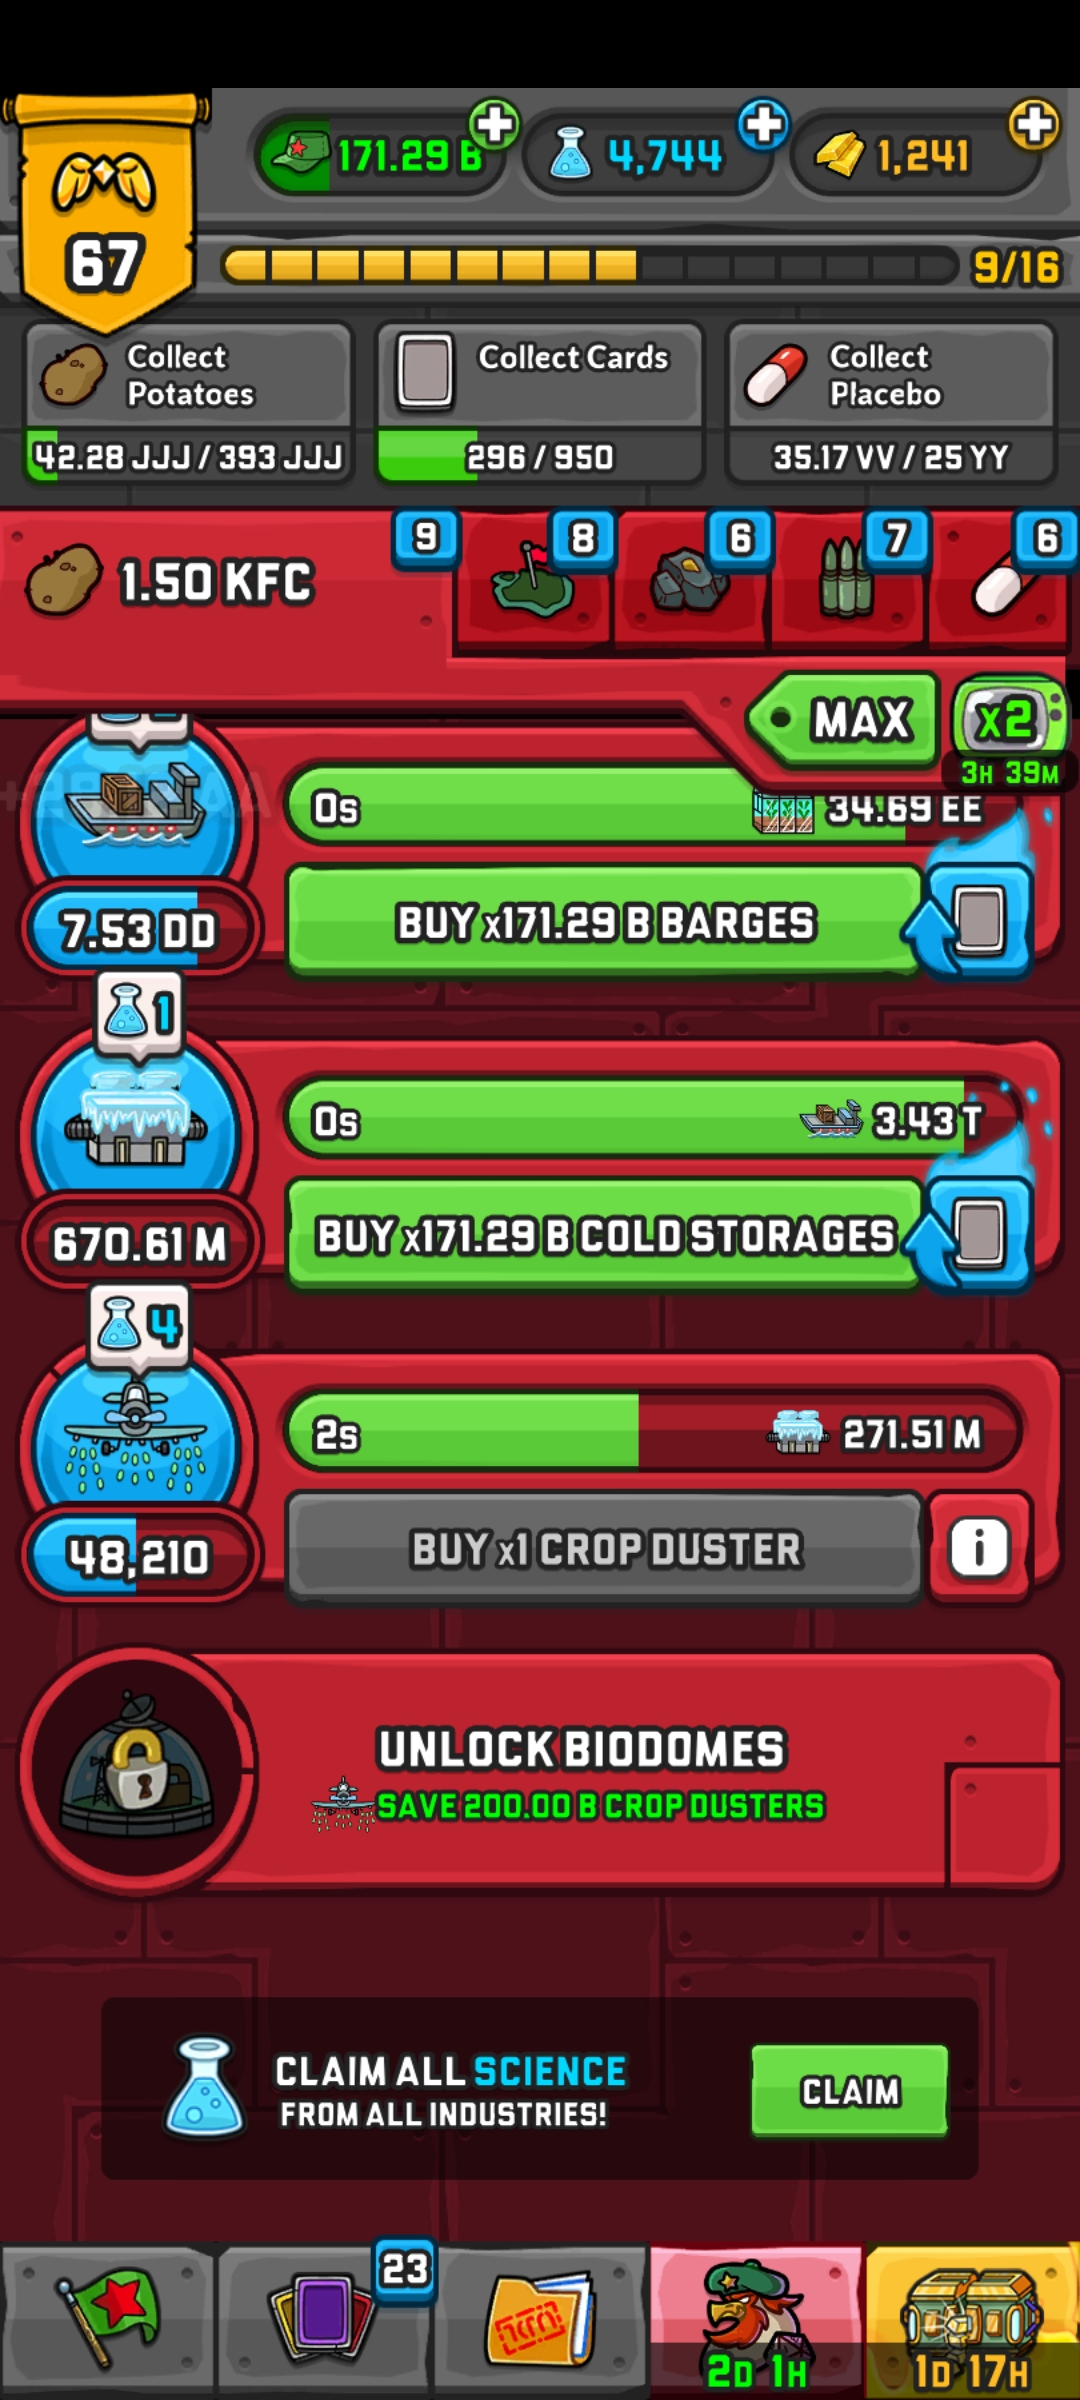 171.29 B
4,744
1,241
67
9/16
Collect
Potatoes
42.28 JJJ / 393 JJJ
Collect Cards
296 / 950
Collect
Placebo
35.17 VV / 25 YY
1.50 KFC
9
8
6
7
6
MAX
x2
3H 39M
0s
34.69 EE
7.53 DD
BUY x171.29 B BARGES
1
0s
3.43 T
670.61 M
BUY x171.29 B COLD STORAGES
4
2s
271.51 M
48,210
BUY x1 CROP DUSTER
i
UNLOCK BIODOMES
SAVE 200.00 B CROP DUSTERS
CLAIM ALL SCIENCE
FROM ALL INDUSTRIES!
CLAIM
23
2D 1H
1D 17H